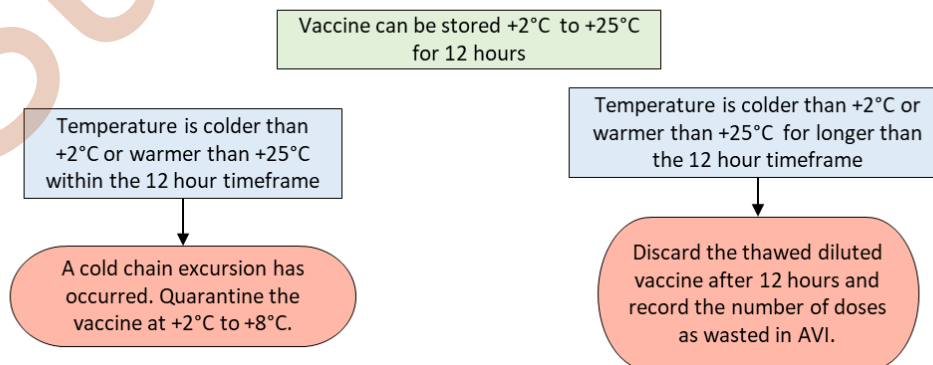 Vaccine can be stored +2°C to +25°C
for 12 hours
Temperature is colder than
+2°C or warmer than +25°C
within the 12 hour timeframe
Temperature is colder than +2°C or
warmer than +25°C for longer than
the 12 hour timeframe
A cold chain excursion has
occurred. Quarantine the
vaccine at +2°C to +8°C.
Discard the thawed diluted
vaccine after 12 hours and
record the number of doses
as wasted in AVI.